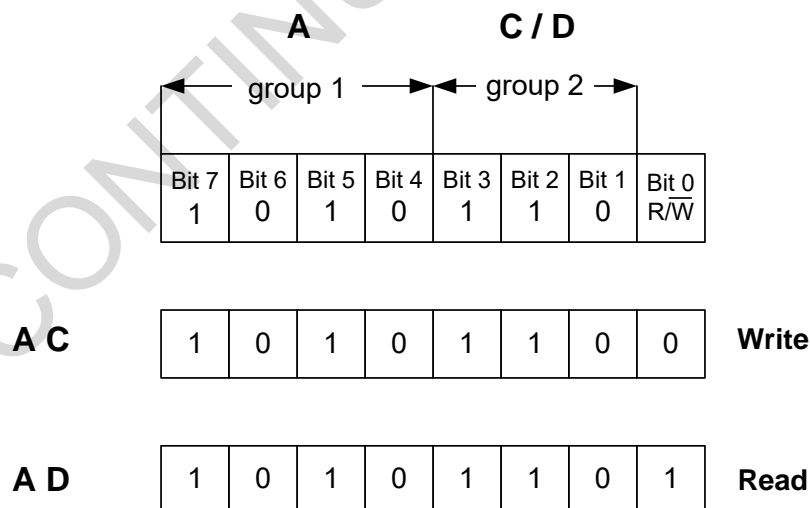 CONTINU
A C / D
group 1 group 2
Bit 7 Bit 6 Bit 5 Bit 4 Bit 3 Bit 2 Bit 1 Bit 0
1 0 1 0 1 1 0 R/W̅
A C 1 0 1 0 1 1 0 0 Write
A D 1 0 1 0 1 1 0 1 Read